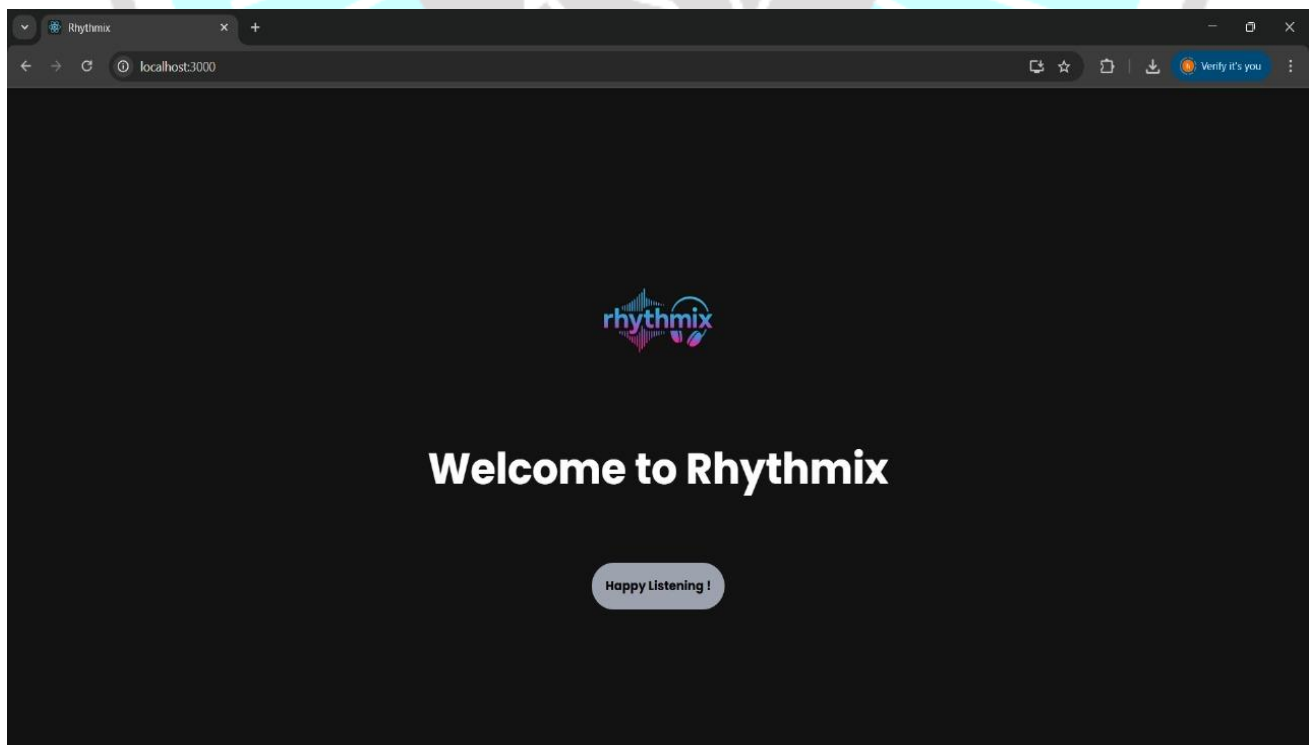 Rhythmix
localhost:3000
Verify it's you
rhythmix
Welcome to Rhythmix
Happy Listening !